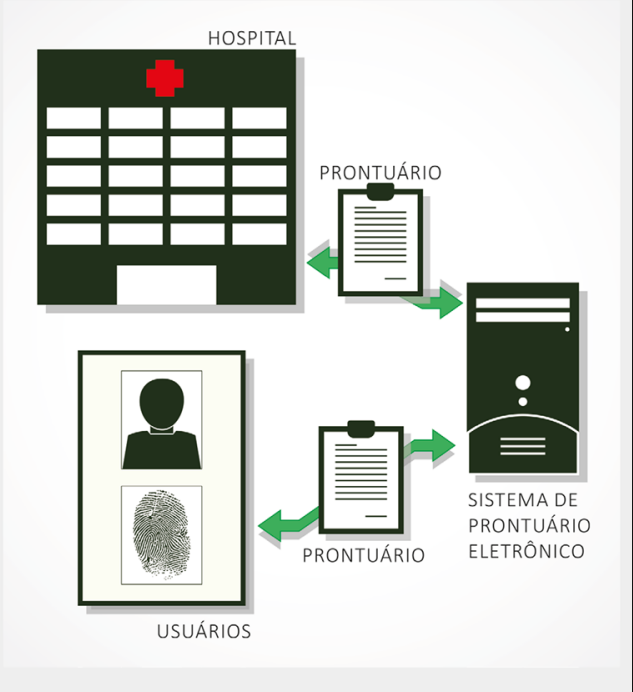 HOSPITAL
PRONTUÁRIO
SISTEMA DE
PRONTUÁRIO
ELETRÔNICO
PRONTUÁRIO
USUÁRIOS